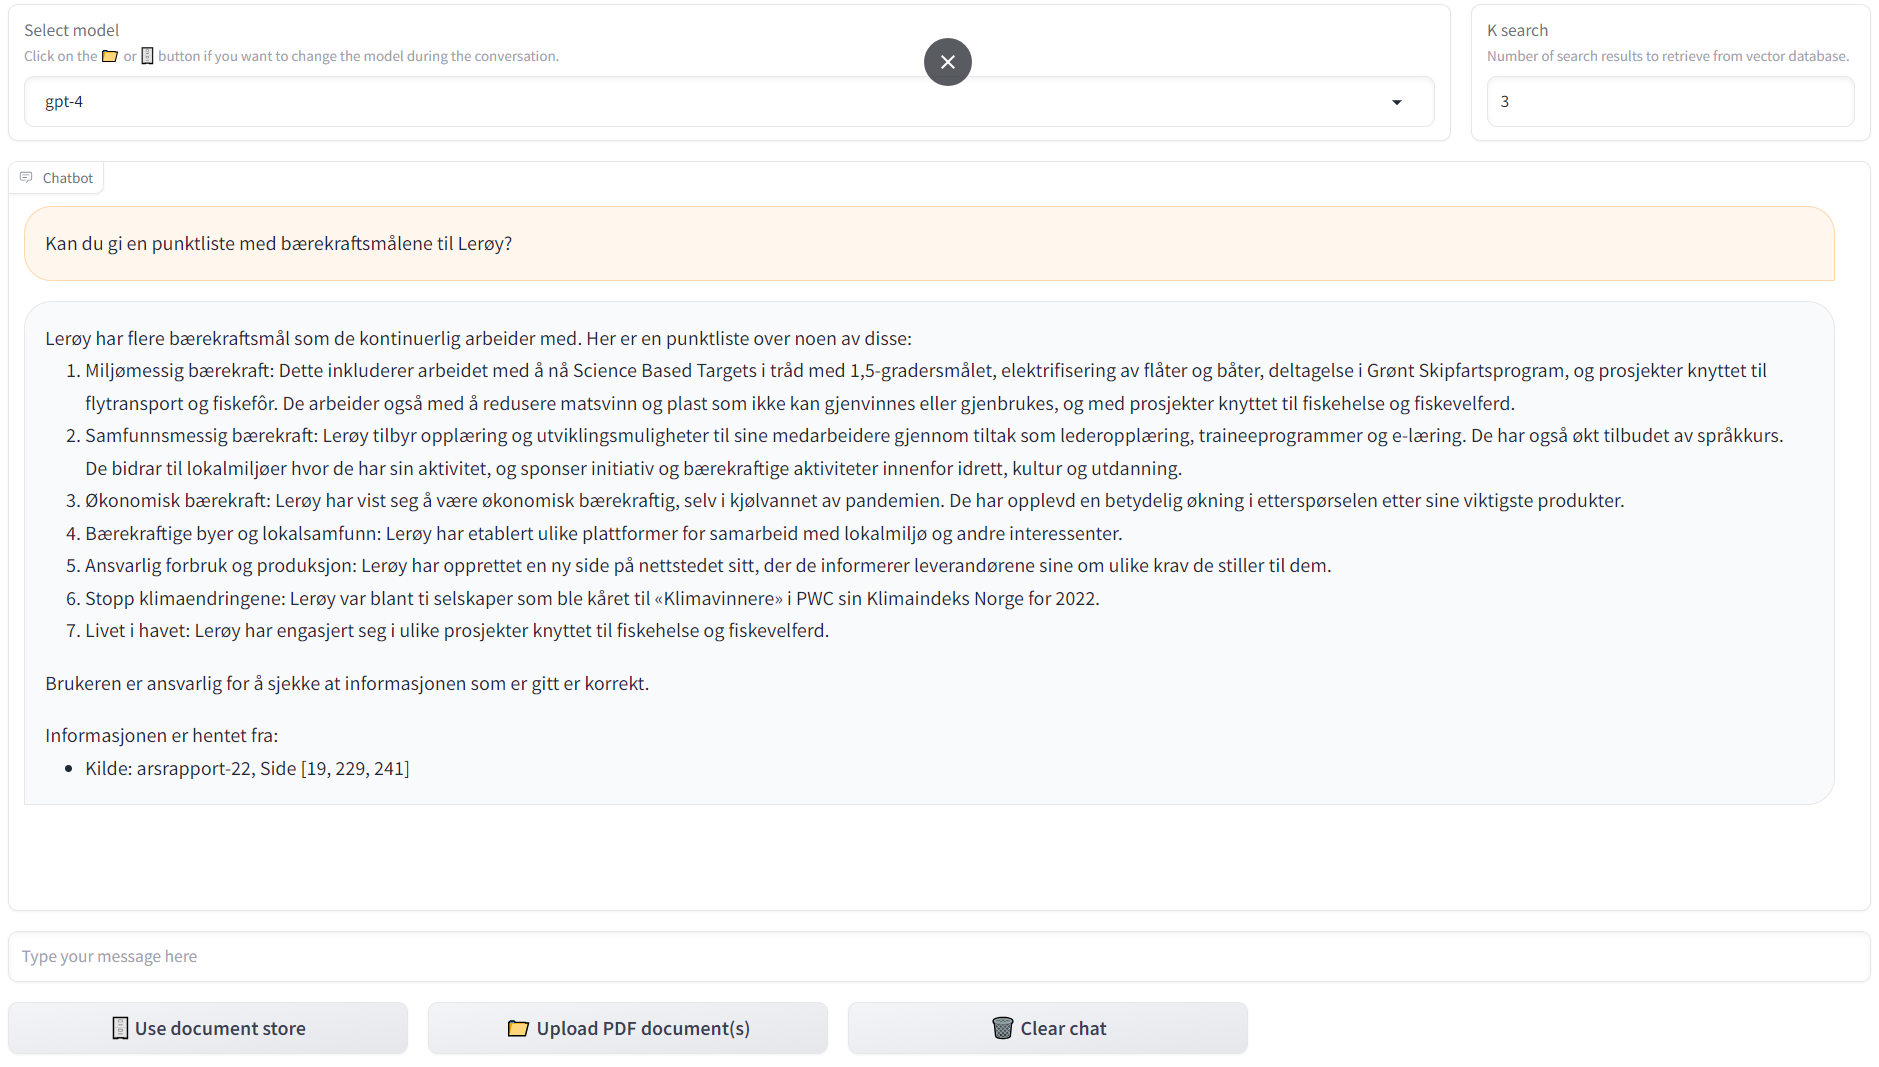 Select model
Click on the 📁 or 🗄 button if you want to change the model during the conversation.
gpt-4
K search
Number of search results to retrieve from vector database.
3
Chatbot
Kan du gi en punktliste med bærekraftsmålene til Lerøy?
Lerøy har flere bærekraftsmål som de kontinuerlig arbeider med. Her er en punktliste over noen av disse:
1. Miljømessig bærekraft: Dette inkluderer arbeidet med å nå Science Based Targets i tråd med 1,5-gradersmålet, elektrifisering av flåter og båter, deltagelse i Grønt Skipfartsprogram, og prosjekter knyttet til
flytransport og fiskefôr. De arbeider også med å redusere matsvinn og plast som ikke kan gjenvinnes eller gjenbrukes, og med prosjekter knyttet til fiskehelse og fiskevelferd.
2. Samfunnsmessig bærekraft: Lerøy tilbyr opplæring og utviklingsmuligheter til sine medarbeidere gjennom tiltak som lederopplæring, traineeprogrammer og e-læring. De har også økt tilbudet av språkkurs.
De bidrar til lokalmiljøer hvor de har sin aktivitet, og sponser initiativ og bærekraftige aktiviteter innenfor idrett, kultur og utdanning.
3. Økonomisk bærekraft: Lerøy har vist seg å være økonomisk bærekraftig, selv i kjølvannet av pandemien. De har opplevd en betydelig økning i etterspørselen etter sine viktigste produkter.
4. Bærekraftige byer og lokalsamfunn: Lerøy har etablert ulike plattformer for samarbeid med lokalmiljø og andre interessenter.
5. Ansvarlig forbruk og produksjon: Lerøy har opprettet en ny side på nettstedet sitt, der de informerer leverandørene sine om ulike krav de stiller til dem.
6. Stopp klimaendringene: Lerøy var blant ti selskaper som ble kåret til «Klimavinnere» i PWC sin Klimaindeks Norge for 2022.
7. Livet i havet: Lerøy har engasjert seg i ulike prosjekter knyttet til fiskehelse og fiskevelferd.
Brukeren er ansvarlig for å sjekke at informasjonen som er gitt er korrekt.
Informasjonen er hentet fra:
• Kilde: arsrapport-22, Side [19, 229, 241]
Type your message here
Use document store
Upload PDF document(s)
Clear chat